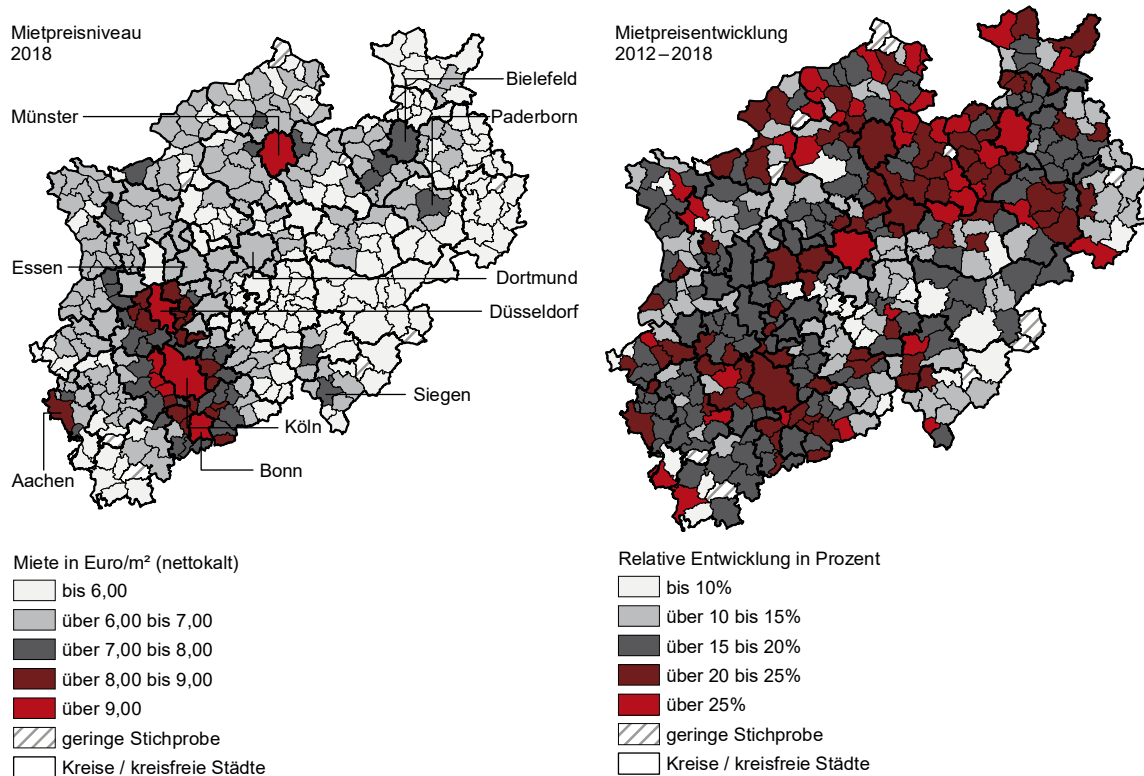 Mietpreisniveau
2018
Bielefeld
Münster
Paderborn
Essen
Dortmund
Düsseldorf
Siegen
Köln
Aachen
Bonn
Miete in Euro/m² (nettokalt)
bis 6,00
über 6,00 bis 7,00
über 7,00 bis 8,00
über 8,00 bis 9,00
über 9,00
geringe Stichprobe
Kreise / kreisfreie Städte
Mietpreisentwicklung
2012–2018
Relative Entwicklung in Prozent
bis 10%
über 10 bis 15%
über 15 bis 20%
über 20 bis 25%
über 25%
geringe Stichprobe
Kreise / kreisfreie Städte